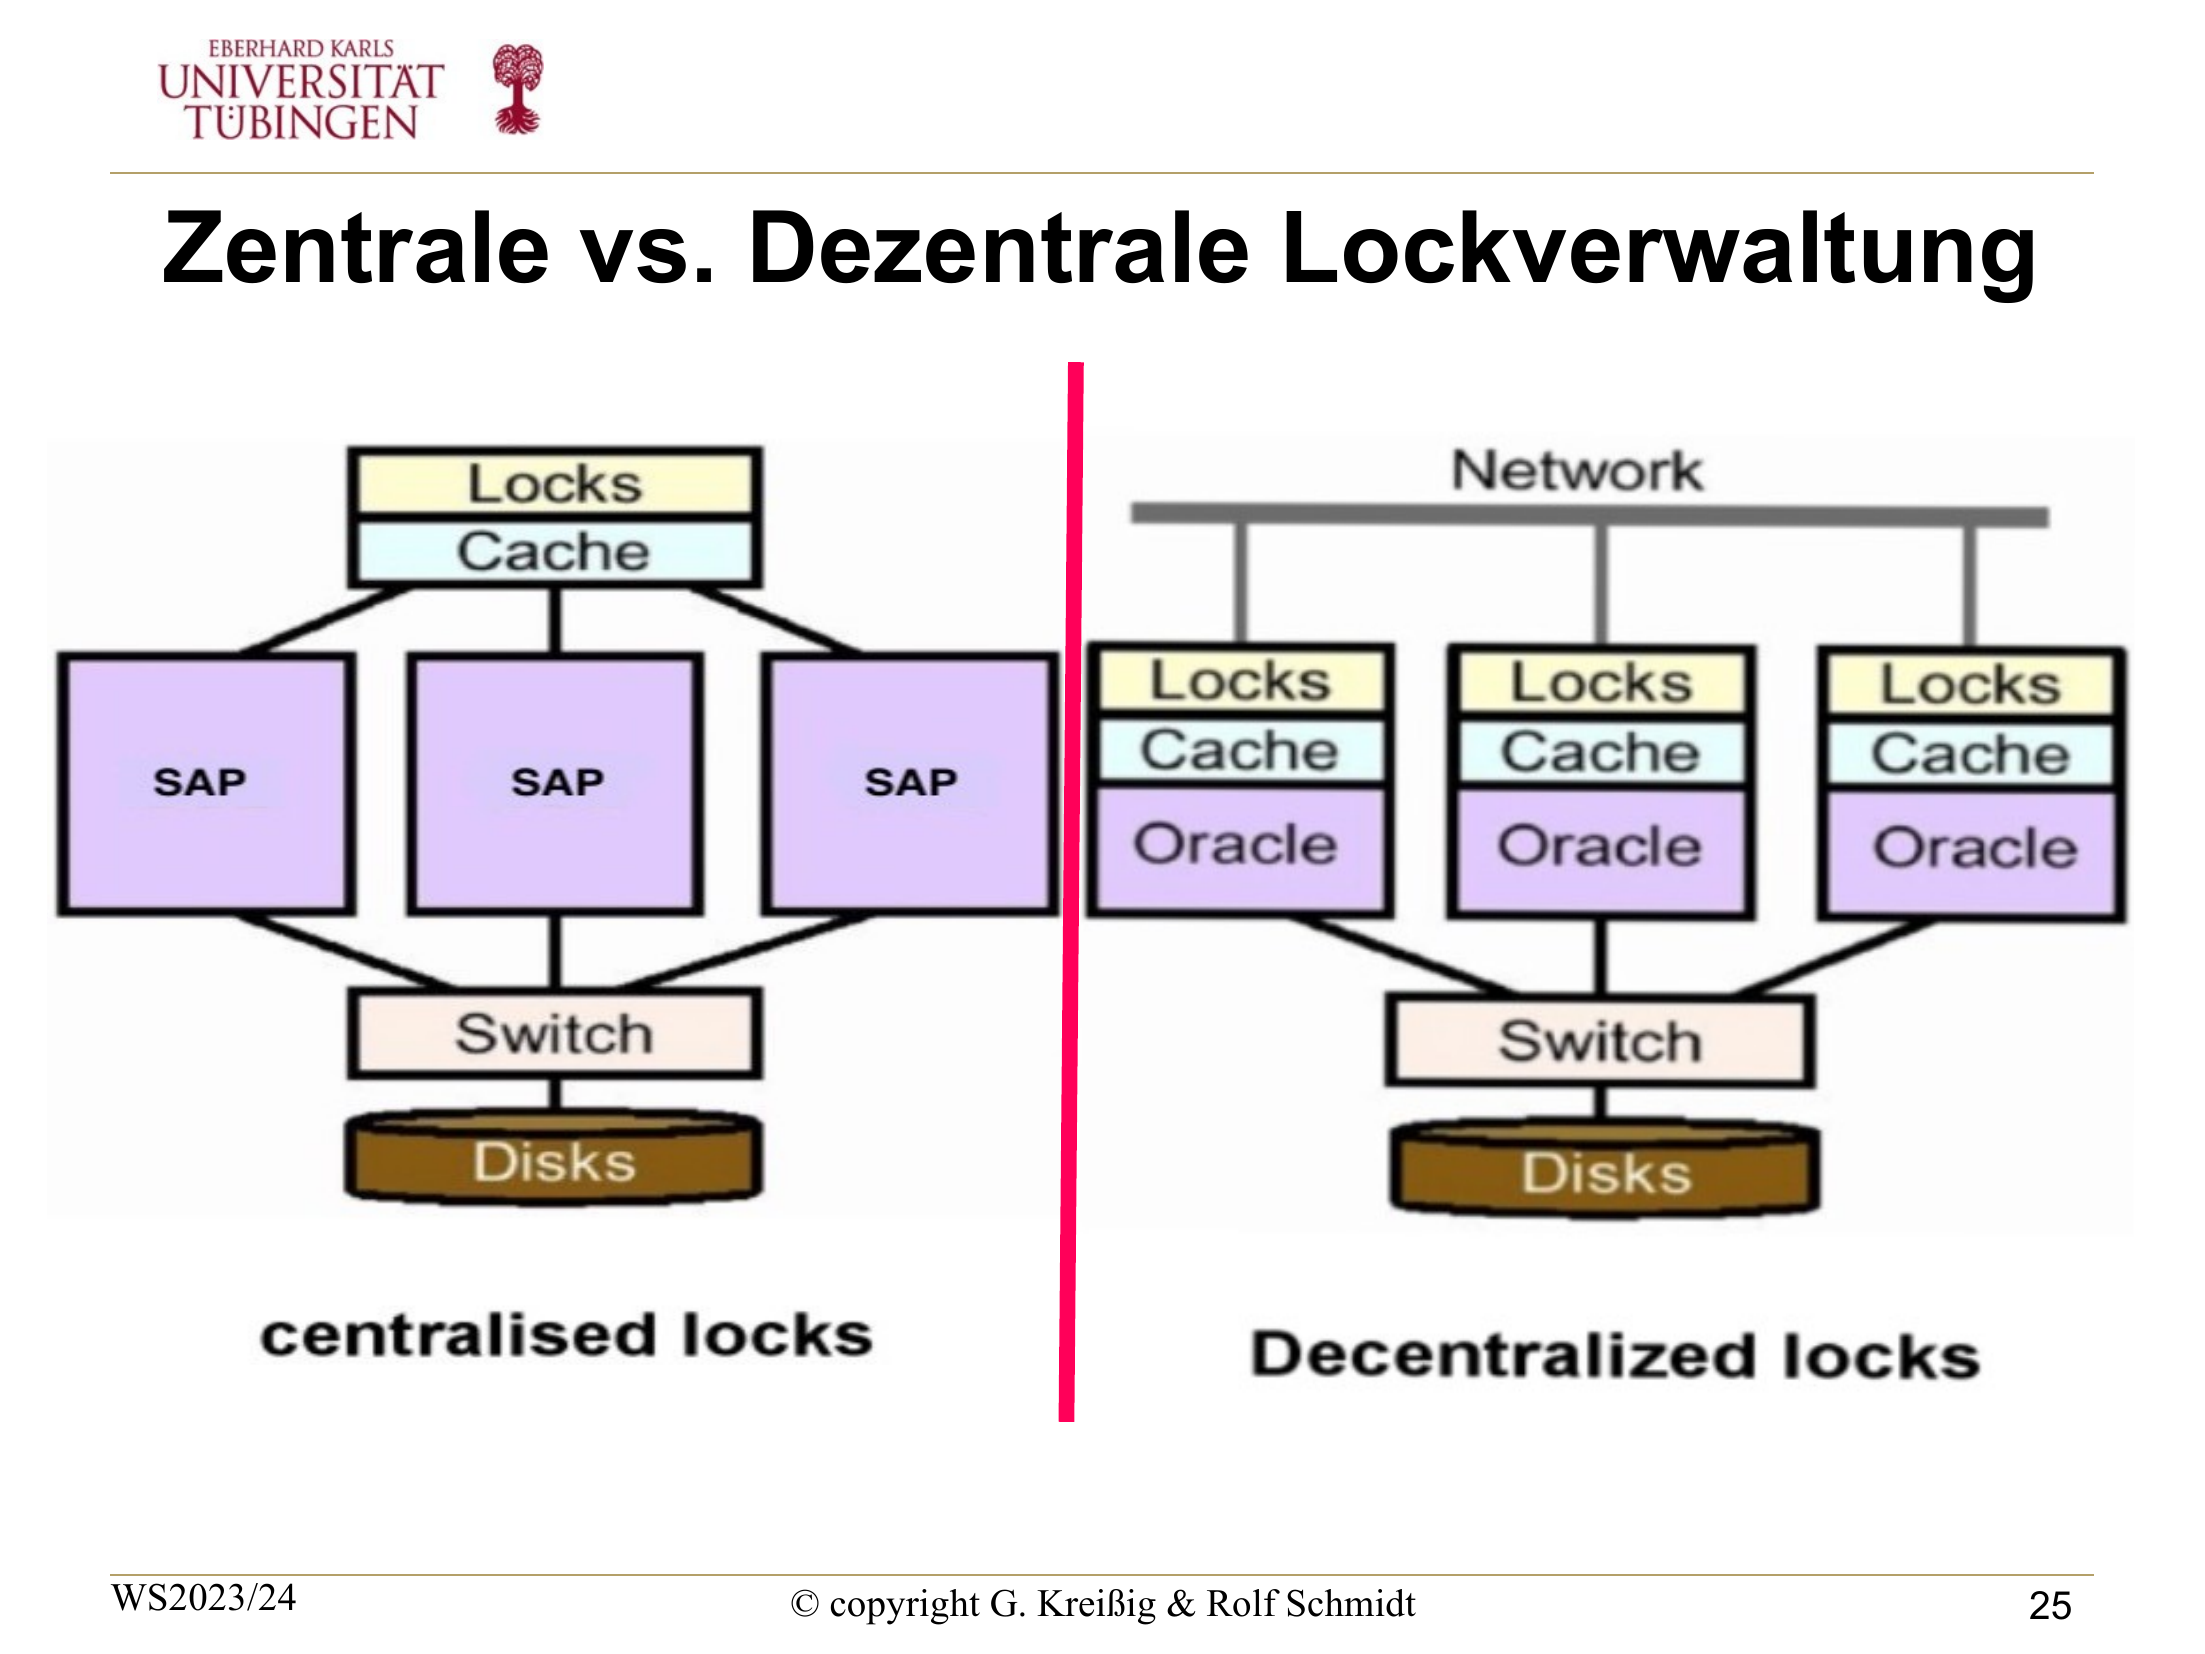 EBERHARD KARLS
UNIVERSITÄT
TÜBINGEN
Zentrale vs. Dezentrale Lockverwaltung
Locks
Cache
SAP
SAP
SAP
Switch
Disks
centralised locks
Network
Locks
Locks
Locks
Cache
Cache
Cache
Oracle
Oracle
Oracle
Switch
Disks
Decentralized locks
WS2023/24
© copyright G. Kreißig & Rolf Schmidt
25